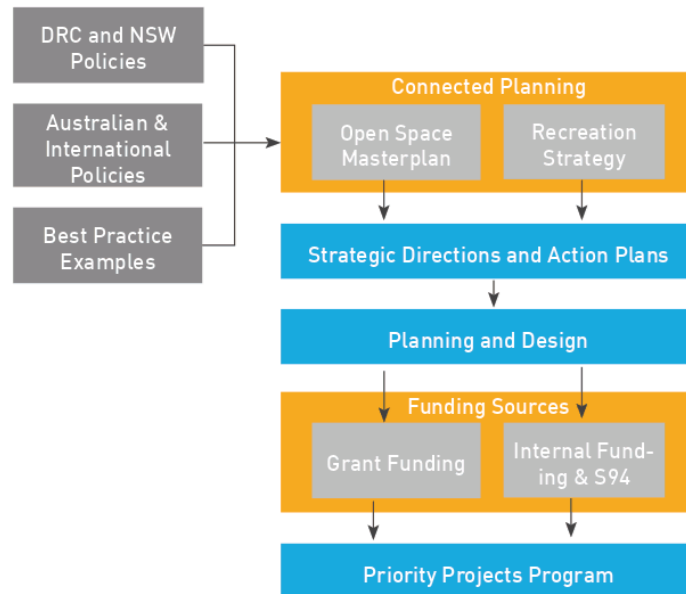 DRC and NSW
Policies
Australian &
International
Policies
Best Practice
Examples
Connected Planning
Open Space
Masterplan
Recreation
Strategy
Strategic Directions and Action Plans
Planning and Design
Funding Sources
Grant Funding
Internal Fund-
ing & S94
Priority Projects Program